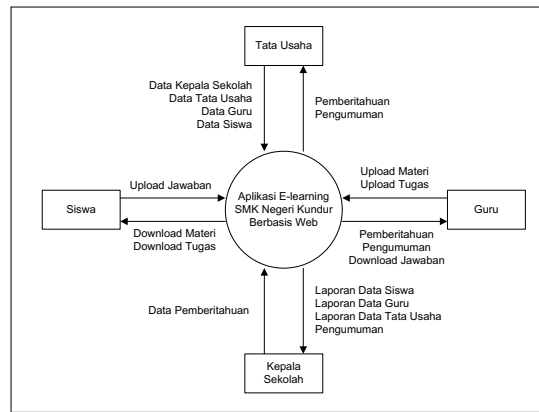 Tata Usaha
Data Kepala Sekolah
Data Tata Usaha
Data Guru
Data Siswa
Pemberitahuan
Pengumuman
Upload Jawaban
Aplikasi E-learning
SMK Negeri Kundur
Berbasis Web
Upload Materi
Upload Tugas
Siswa
Guru
Download Materi
Download Tugas
Pemberitahuan
Pengumuman
Download Jawaban
Data Pemberitahuan
Laporan Data Siswa
Laporan Data Guru
Laporan Data Tata Usaha
Pengumuman
Kepala
Sekolah